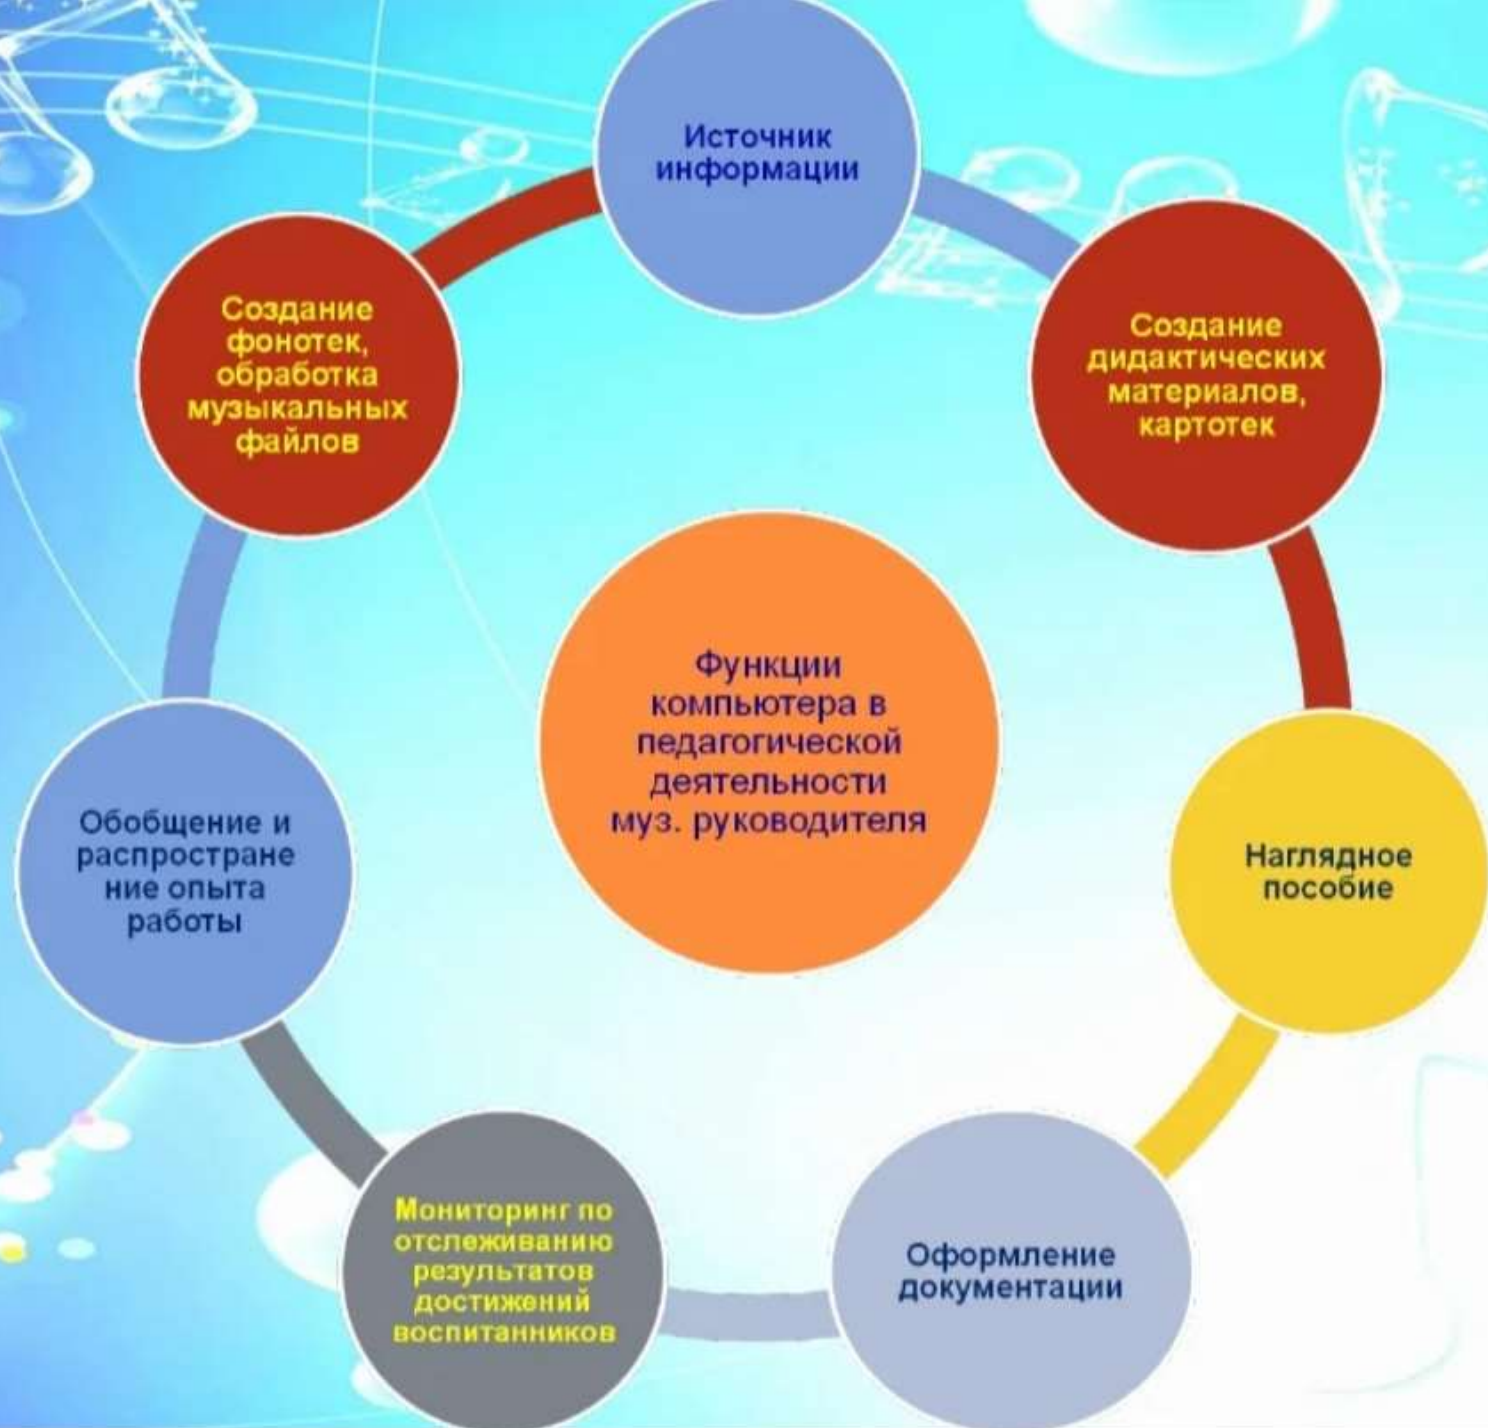 Источник
информации
Создание
фонотек,
обработка
музыкальных
файлов
Создание
дидактических
материалов,
картотек
Функции
компьютера в
педагогической
деятельности
муз. руководителя
Обобщение и
распростране
ние опыта
работы
Наглядное
пособие
Мониторинг по
отслеживанию
результатов
достижений
воспитанников
Оформление
документации